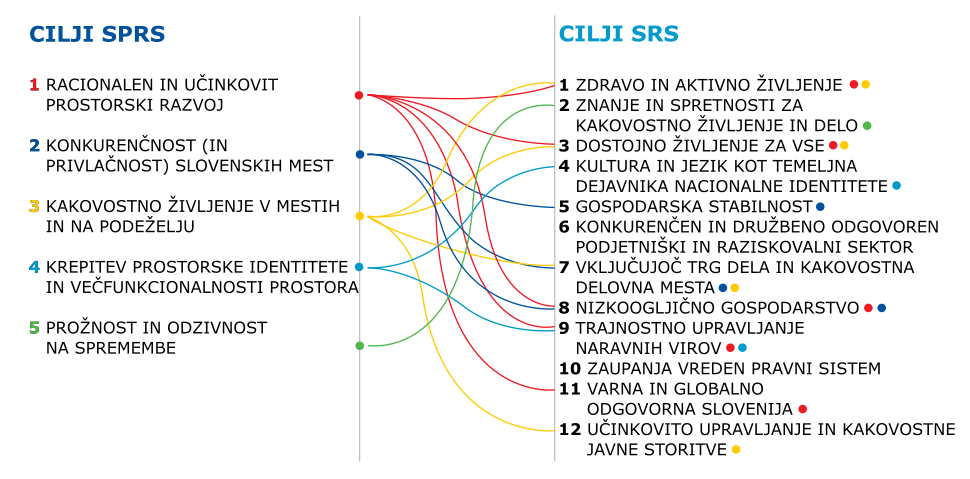 CILJI SPRS
1 RACIONALEN IN UČINKOVIT
PROSTORSKI RAZVOJ
2 KONKURENČNOST (IN
PRIVLAČNOST) SLOVENSKIH MEST
3 KAKOVOSTNO ŽIVLJENJE V MESTIH
IN NA PODEŽELJU
4 KREPITEV PROSTORSKE IDENTITETE
IN VEČFUNKCIONALNOSTI PROSTORA
5 PROŽNOST IN ODZIVNOST
NA SPREMEMBE
CILJI SRS
1 ZDRAVO IN AKTIVNO ŽIVLJENJE
2 ZNANJE IN SPRETNOSTI ZA
KAKOVOSTNO ŽIVLJENJE IN DELO
3 DOSTOJNO ŽIVLJENJE ZA VSE
4 KULTURA IN JEZIK KOT TEMELJNA
DEJAVNIKA NACIONALNE IDENTITETE
5 GOSPODARSKA STABILNOST
6 KONKURENČEN IN DRUŽBENO ODGOVOREN
PODJETNIŠKI IN RAZISKOVALNI SEKTOR
7 VKLJUČUJOČ TRG DELA IN KAKOVOSTNA
DELOVNA MESTA
8 NIZKOOGLJIČNO GOSPODARSTVO
9 TRAJNOSTNO UPRAVLJANJE
NARAVNIH VIROV
10 ZAUPANJA VREDEN PRAVNI SISTEM
11 VARNA IN GLOBALNO
ODGOVORNA SLOVENIJA
12 UČINKOVITO UPRAVLJANJE IN KAKOVOSTNE
JAVNE STORITVE